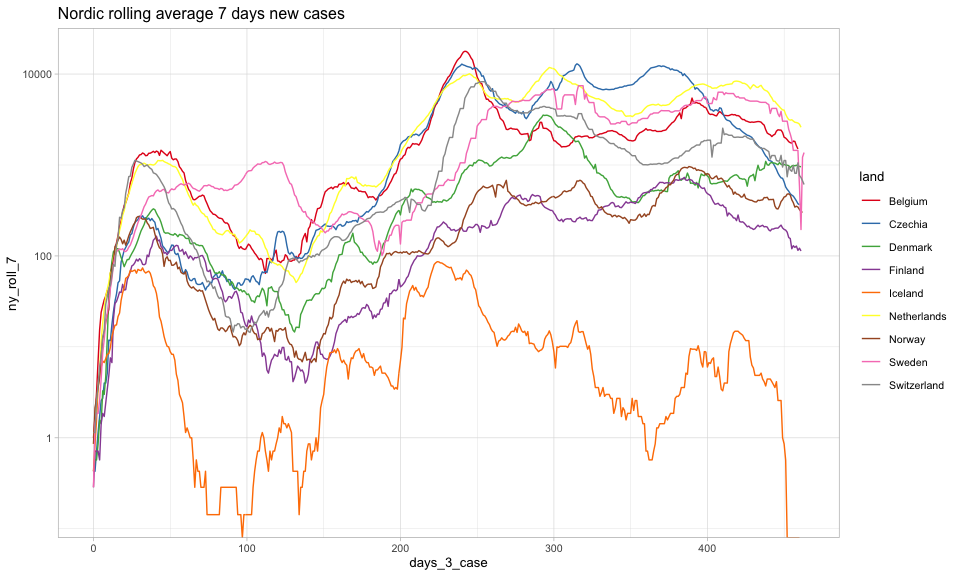 Nordic rolling average 7 days new cases
10000
100
1
ny_roll_7
0
100
200
300
400
days_3_case
land
Belgium
Czechia
Denmark
Finland
Iceland
Netherlands
Norway
Sweden
Switzerland